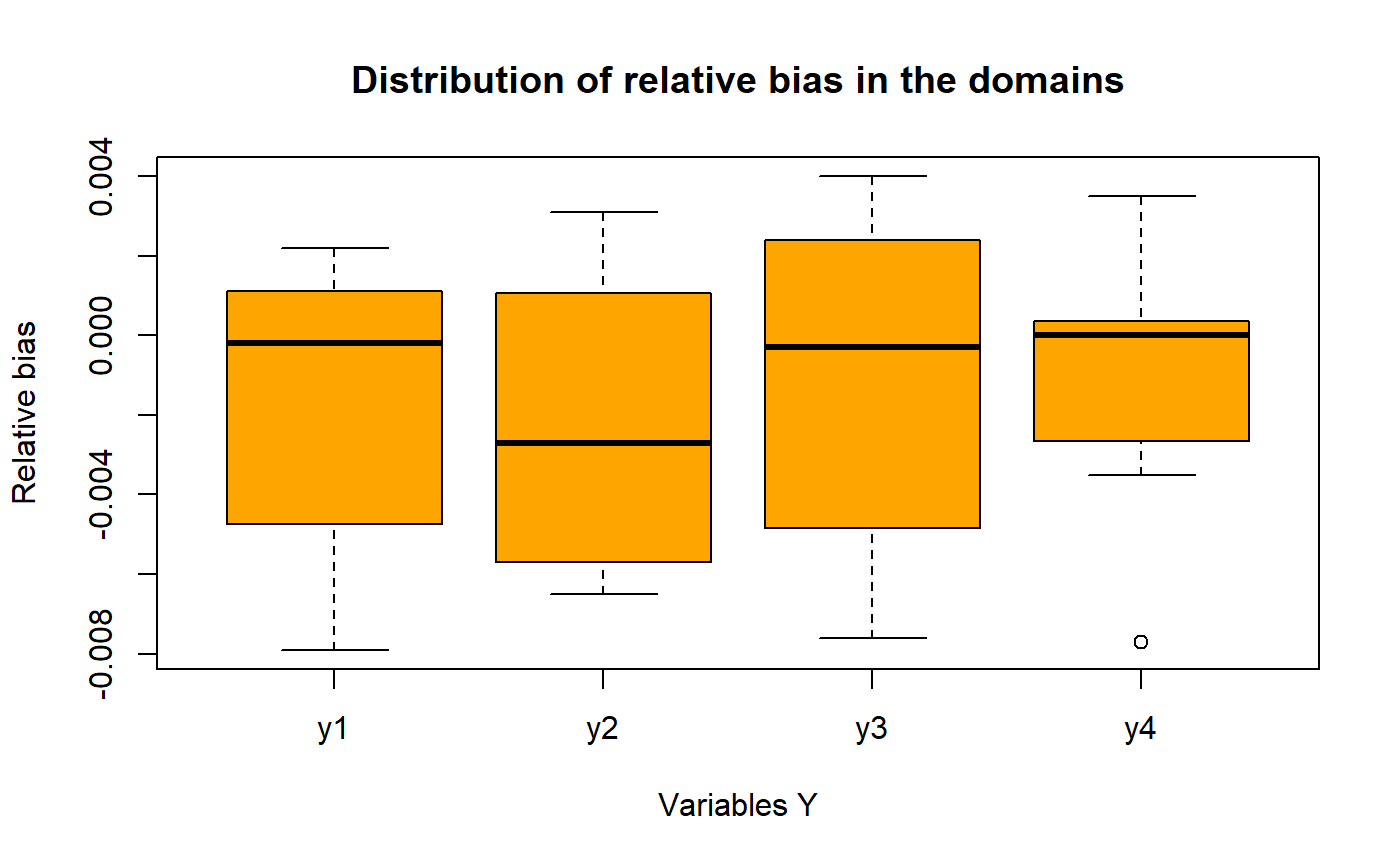 Distribution of relative bias in the domains
Relative bias
0.004
0.000
-0.004
-0.008
y1 y2 y3 y4
Variables Y